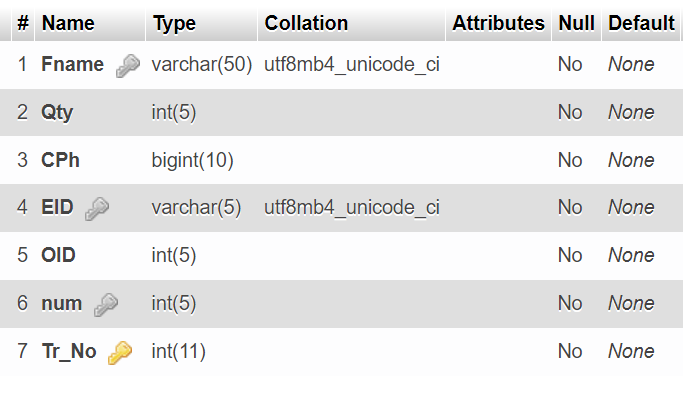 # Name Type Collation Attributes Null Default
1 Fname varchar(50) utf8mb4_unicode_ci No None
2 Qty int(5) No None
3 CPh bigint(10) No None
4 EID varchar(5) utf8mb4_unicode_ci No None
5 OID int(5) No None
6 num int(5) No None
7 Tr_No int(11) No None